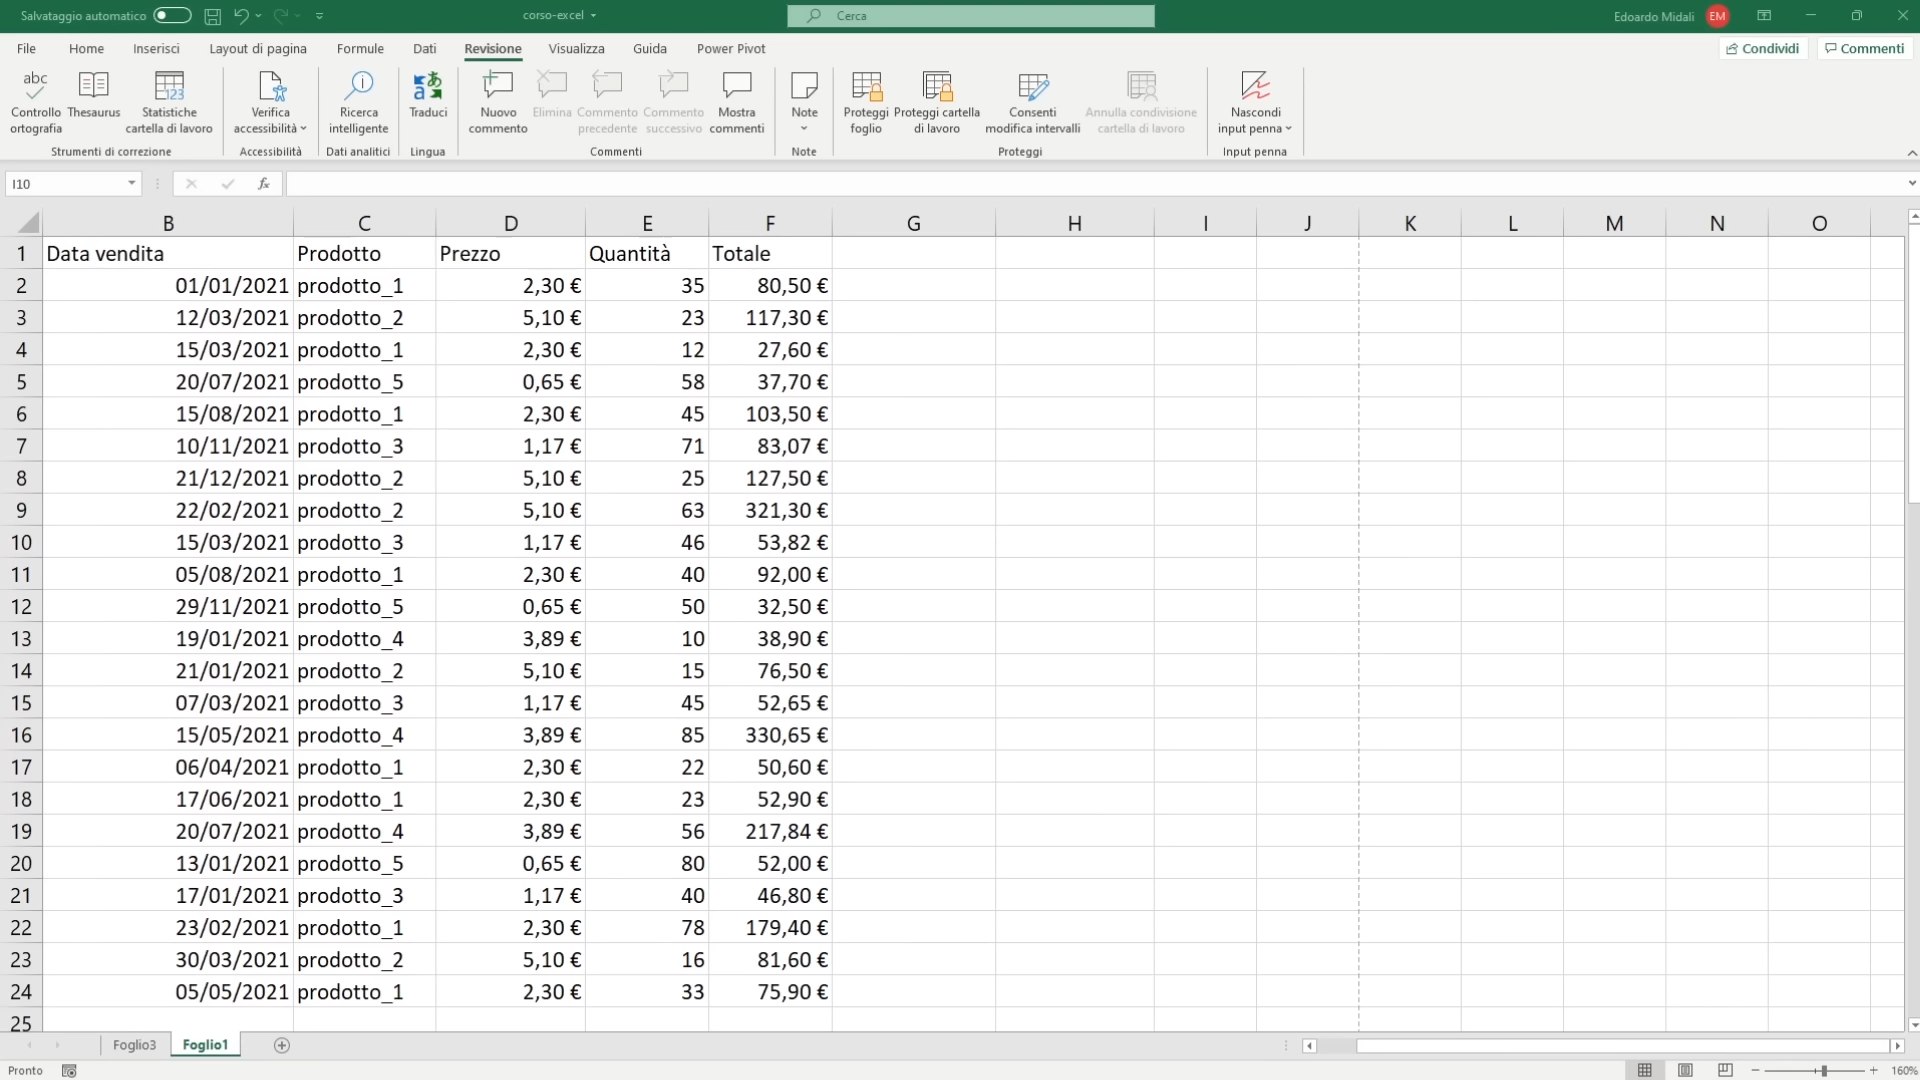 Salvataggio automatico
corso-excel
Cerca
Edoardo Midali EM
File Home Inserisci Layout di pagina Formule Dati Revisione Visualizza Guida Power Pivot Condividi Commenti
Controllo ortografia
Thesaurus
Statistiche cartella di lavoro
Verifica accessibilità
Ricerca intelligente
Traduci
Nuovo commento
Elimina
Commento precedente
Commento successivo
Mostra commenti
Note
Proteggi foglio
Proteggi cartella di lavoro
Consenti modifica intervalli
Annulla condivisione cartella di lavoro
Nascondi input penna
Strumenti di correzione Accessibilità Dati analitici Lingua Commenti Note Proteggi Input penna
I10 fx
B C D E F G H I J K L M N O
1 Data vendita Prodotto Prezzo Quantità Totale
2 01/01/2021 prodotto_1 2,30 € 35 80,50 €
3 12/03/2021 prodotto_2 5,10 € 23 117,30 €
4 15/03/2021 prodotto_1 2,30 € 12 27,60 €
5 20/07/2021 prodotto_5 0,65 € 58 37,70 €
6 15/08/2021 prodotto_1 2,30 € 45 103,50 €
7 10/11/2021 prodotto_3 1,17 € 71 83,07 €
8 21/12/2021 prodotto_2 5,10 € 25 127,50 €
9 22/02/2021 prodotto_2 5,10 € 63 321,30 €
10 15/03/2021 prodotto_3 1,17 € 46 53,82 €
11 05/08/2021 prodotto_1 2,30 € 40 92,00 €
12 29/11/2021 prodotto_5 0,65 € 50 32,50 €
13 19/01/2021 prodotto_4 3,89 € 10 38,90 €
14 21/01/2021 prodotto_2 5,10 € 15 76,50 €
15 07/03/2021 prodotto_3 1,17 € 45 52,65 €
16 15/05/2021 prodotto_4 3,89 € 85 330,65 €
17 06/04/2021 prodotto_1 2,30 € 22 50,60 €
18 17/06/2021 prodotto_1 2,30 € 23 52,90 €
19 20/07/2021 prodotto_4 3,89 € 56 217,84 €
20 13/01/2021 prodotto_5 0,65 € 80 52,00 €
21 17/01/2021 prodotto_3 1,17 € 40 46,80 €
22 23/02/2021 prodotto_1 2,30 € 78 179,40 €
23 30/03/2021 prodotto_2 5,10 € 16 81,60 €
24 05/05/2021 prodotto_1 2,30 € 33 75,90 €
25
Foglio3 Foglio1
Pronto
160%